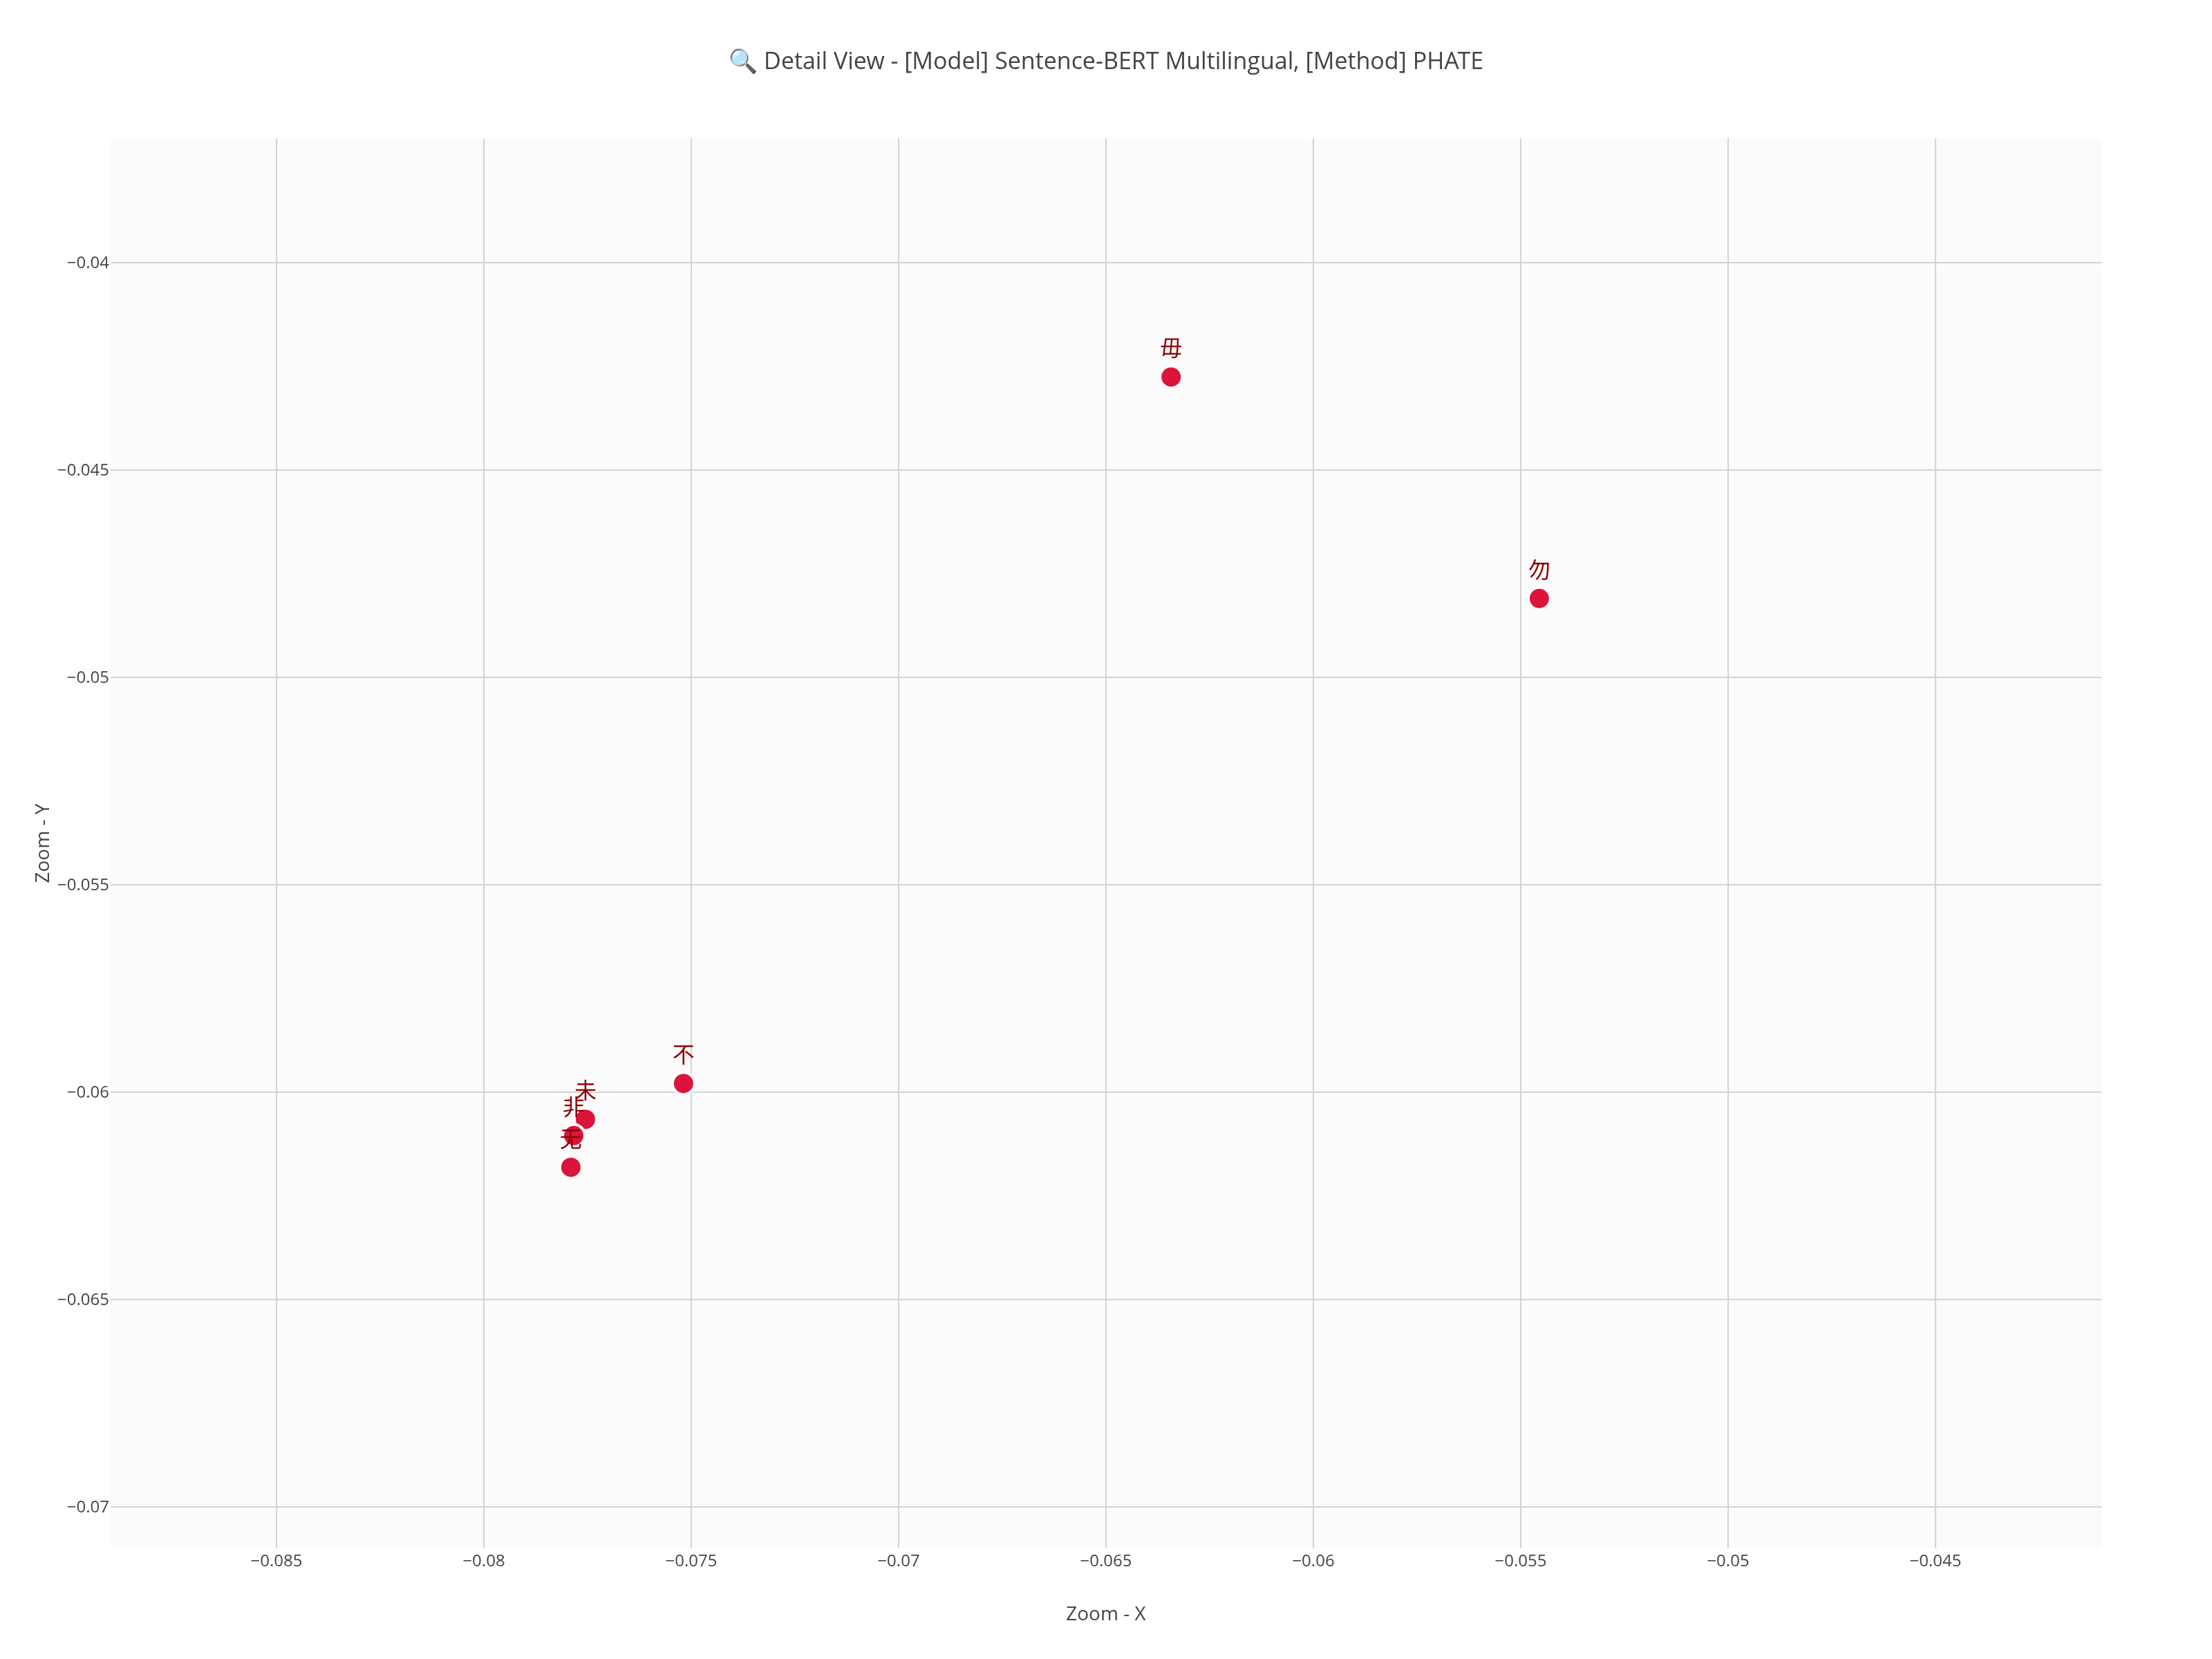 🔍 Detail View - [Model] Sentence-BERT Multilingual, [Method] PHATE
−0.04
毋
−0.045
勿
−0.05
Zoom - Y
−0.055
不
−0.06
未
非
无
−0.065
−0.07
−0.085 −0.08 −0.075 −0.07 −0.065 −0.06 −0.055 −0.05 −0.045
Zoom - X